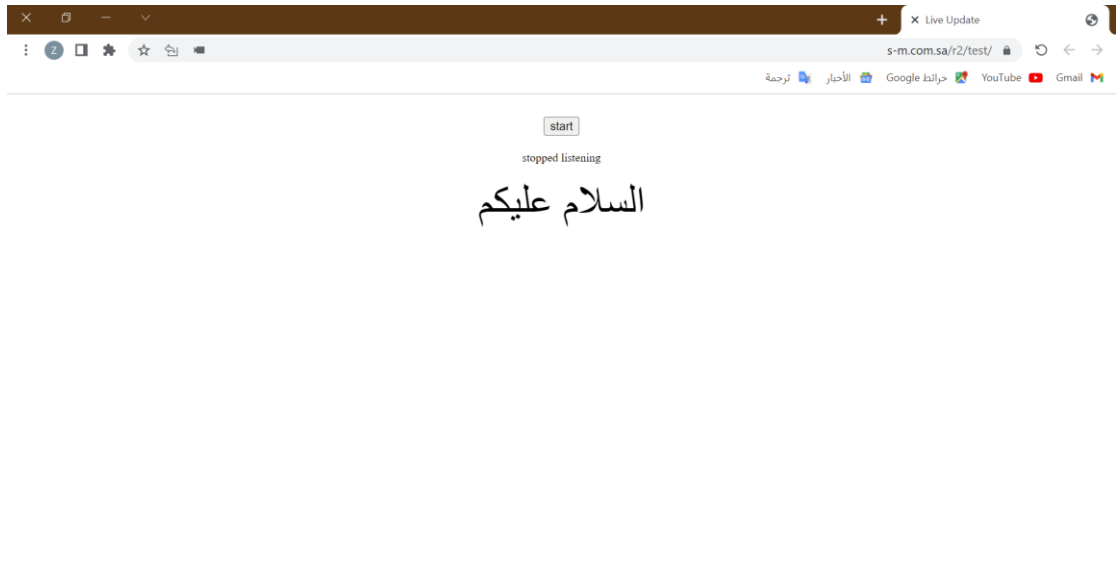 Live Update
s-m.com.sa/r2/test/
Z
Gmail YouTube خرائط Google الأخبار ترجمة
start
stopped listening
السلام عليكم